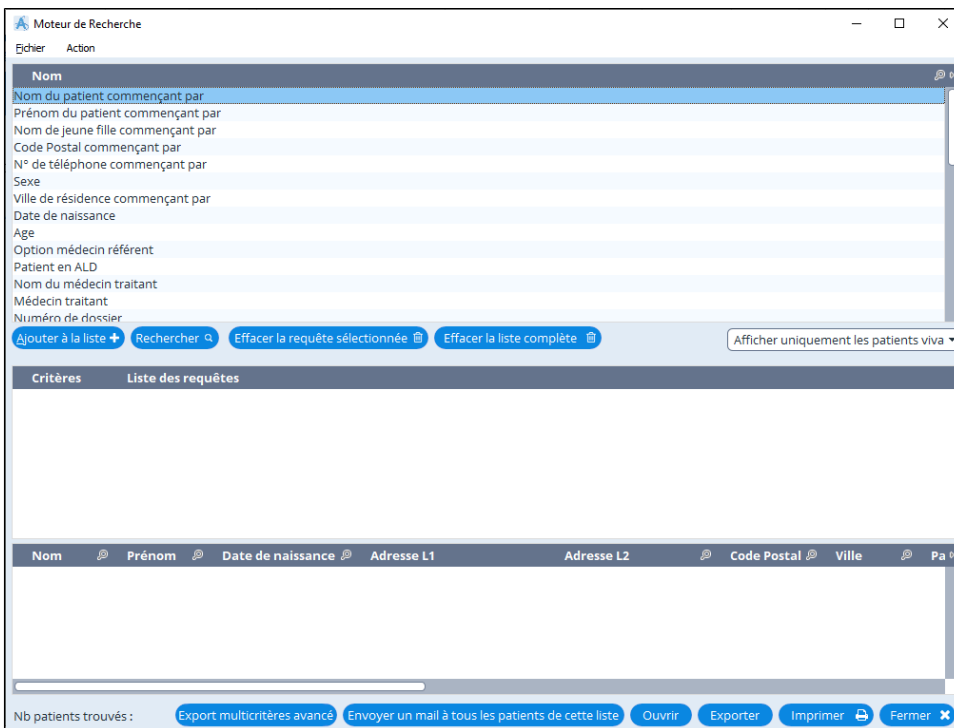 Moteur de Recherche
Fichier Action
Nom
Nom du patient commençant par
Prénom du patient commençant par
Nom de jeune fille commençant par
Code Postal commençant par
N° de téléphone commençant par
Sexe
Ville de résidence commençant par
Date de naissance
Age
Option médecin référent
Patient en ALD
Nom du médecin traitant
Médecin traitant
Numéro de dossier
Ajouter à la liste Rechercher Effacer la requête sélectionnée Effacer la liste complète Afficher uniquement les patients viva
Critères Liste des requêtes
Nom Prénom Date de naissance Adresse L1 Adresse L2 Code Postal Ville Pa
Nb patients trouvés : Export multicritères avancé Envoyer un mail à tous les patients de cette liste Ouvrir Exporter Imprimer Fermer